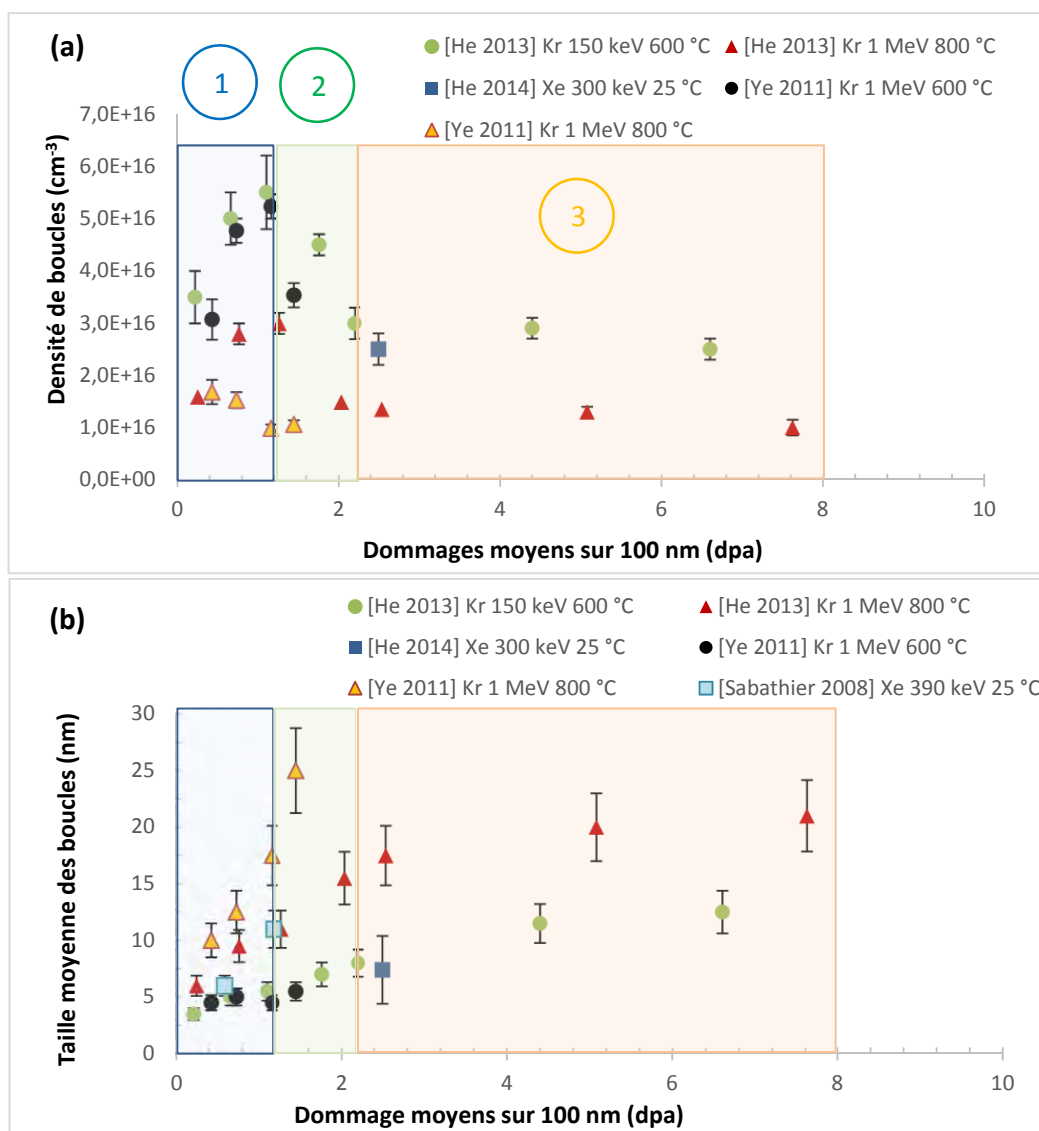 (a)
[He 2013] Kr 150 keV 600 °C
[He 2013] Kr 1 MeV 800 °C
1
2
[He 2014] Xe 300 keV 25 °C
[Ye 2011] Kr 1 MeV 600 °C
[Ye 2011] Kr 1 MeV 800 °C
7,0E+16
6,0E+16
5,0E+16
4,0E+16
3,0E+16
2,0E+16
1,0E+16
0,0E+00
Densité de boucles (cm-3)
3
0 2 4 6 8 10
Dommages moyens sur 100 nm (dpa)
(b)
[He 2013] Kr 150 keV 600 °C
[He 2013] Kr 1 MeV 800 °C
[He 2014] Xe 300 keV 25 °C
[Ye 2011] Kr 1 MeV 600 °C
[Ye 2011] Kr 1 MeV 800 °C
[Sabathier 2008] Xe 390 keV 25 °C
30
25
20
15
10
5
0
Taille moyenne des boucles (nm)
0 2 4 6 8 10
Dommage moyens sur 100 nm (dpa)